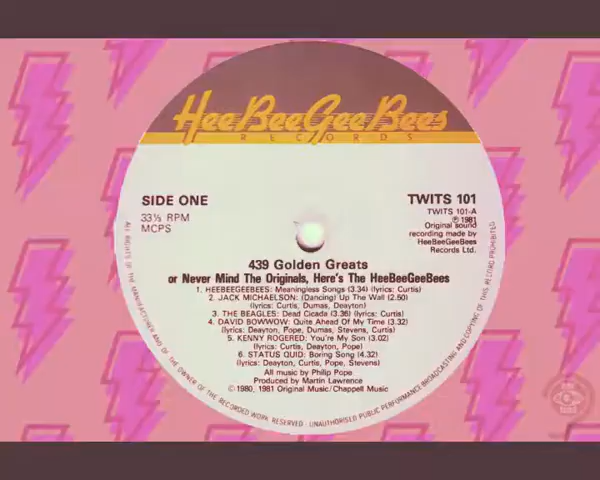 HeeBeeGeeBees
RECORDS
SIDE ONE
33⅓ RPM
MCPS
TWITS 101
TWITS 101-A
℗ 1981
Original sound
recording made by
HeeBeeGeeBees
Records Ltd.
439 Golden Greats
or Never Mind The Originals, Here's The HeeBeeGeeBees
1. HEEBEEGEEBEES: Meaningless Songs (3.34) (lyrics: Curtis)
2. JACK MICHAELSON: (Dancing) Up The Wall (2.50)
(lyrics: Curtis, Dumas, Deayton)
3. THE BEAGLES: Dead Cicada (3.36) (lyrics: Curtis)
4. DAVID BOWWOW: Quite Ahead Of My Time (3.32)
(lyrics: Deayton, Pope, Dumas, Stevens, Curtis)
5. KENNY ROGERED: You're My Son (3.02)
(lyrics: Curtis, Deayton, Pope)
6. STATUS QUID: Boring Song (4.32)
(lyrics: Deayton, Curtis, Pope, Stevens)
All music by Philip Pope
Produced by Martin Lawrence
© 1980, 1981 Original Music/Chappell Music
ALL RIGHTS OF THE MANUFACTURER AND OF THE OWNER OF THE RECORDED WORK RESERVED - UNAUTHORISED PUBLIC PERFORMANCE BROADCASTING AND COPYING OF THIS RECORD PROHIBITED